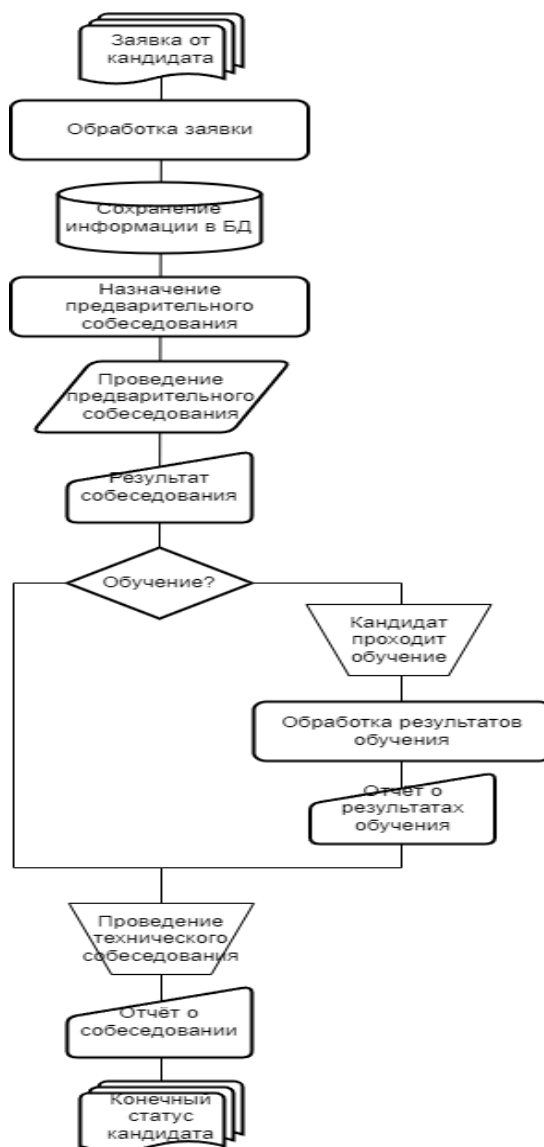 Заявка от
кандидата
Обработка заявки
Сохранение
информации в БД
Назначение
предварительного
собеседования
Проведение
предварительного
собеседования
Результат
собеседования
Обучение?
Кандидат
проходит
обучение
Обработка результатов
обучения
Отчёт о
результатах
обучения
Проведение
технического
собеседования
Отчёт о
собеседовании
Конечный
статус
кандидата